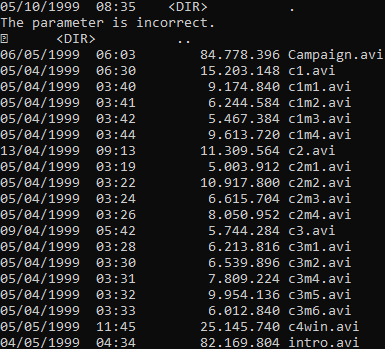 05/10/1999 08:35 <DIR> .
The parameter is incorrect.
<DIR> ..
06/05/1999 06:03 84.778.396 Campaign.avi
05/04/1999 06:30 15.203.148 c1.avi
05/04/1999 03:40 9.174.840 c1m1.avi
05/04/1999 03:41 6.244.584 c1m2.avi
05/04/1999 03:42 5.467.384 c1m3.avi
05/04/1999 03:44 9.613.720 c1m4.avi
13/04/1999 09:13 11.309.564 c2.avi
05/04/1999 03:19 5.003.912 c2m1.avi
05/04/1999 03:22 10.917.800 c2m2.avi
05/04/1999 03:24 6.615.704 c2m3.avi
05/04/1999 03:26 8.050.952 c2m4.avi
09/04/1999 05:42 5.744.284 c3.avi
05/04/1999 03:28 6.213.816 c3m1.avi
05/04/1999 03:30 6.539.896 c3m2.avi
05/04/1999 03:31 7.809.224 c3m4.avi
05/04/1999 03:32 9.954.136 c3m5.avi
05/04/1999 03:33 6.012.840 c3m6.avi
05/05/1999 11:45 25.145.740 c4win.avi
04/05/1999 04:34 82.169.804 intro.avi